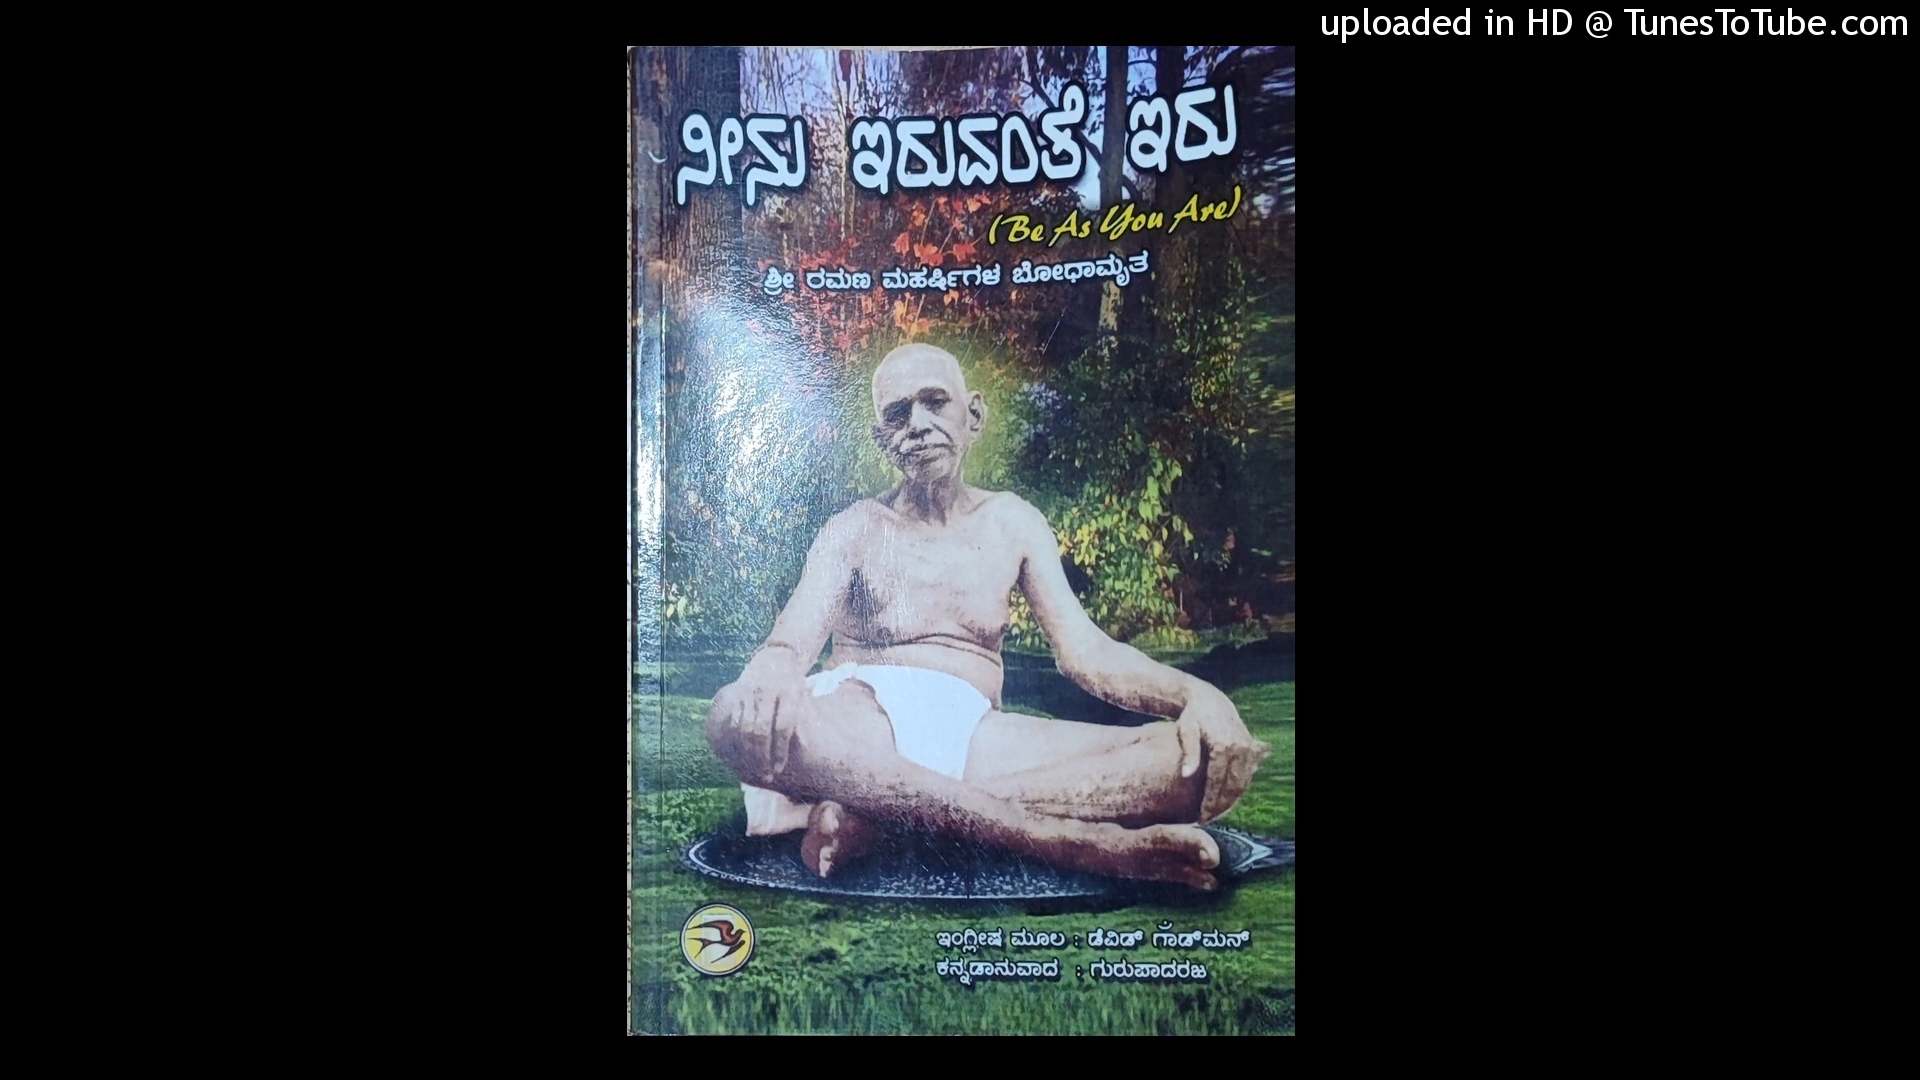 uploaded in HD @ TunesToTube.com
ನೀನು ಇರುವಂತೆ ಇರು
(Be As You Are)
ಶ್ರೀ ರಮಣ ಮಹರ್ಷಿಗಳ ಬೋಧಾಮೃತ
ಇಂಗ್ಲೀಷ ಮೂಲ : ಡೆವಿಡ್ ಗಾಡ್‌ಮನ್
ಕನ್ನಡಾನುವಾದ : ಗುರುಪಾದರಜ